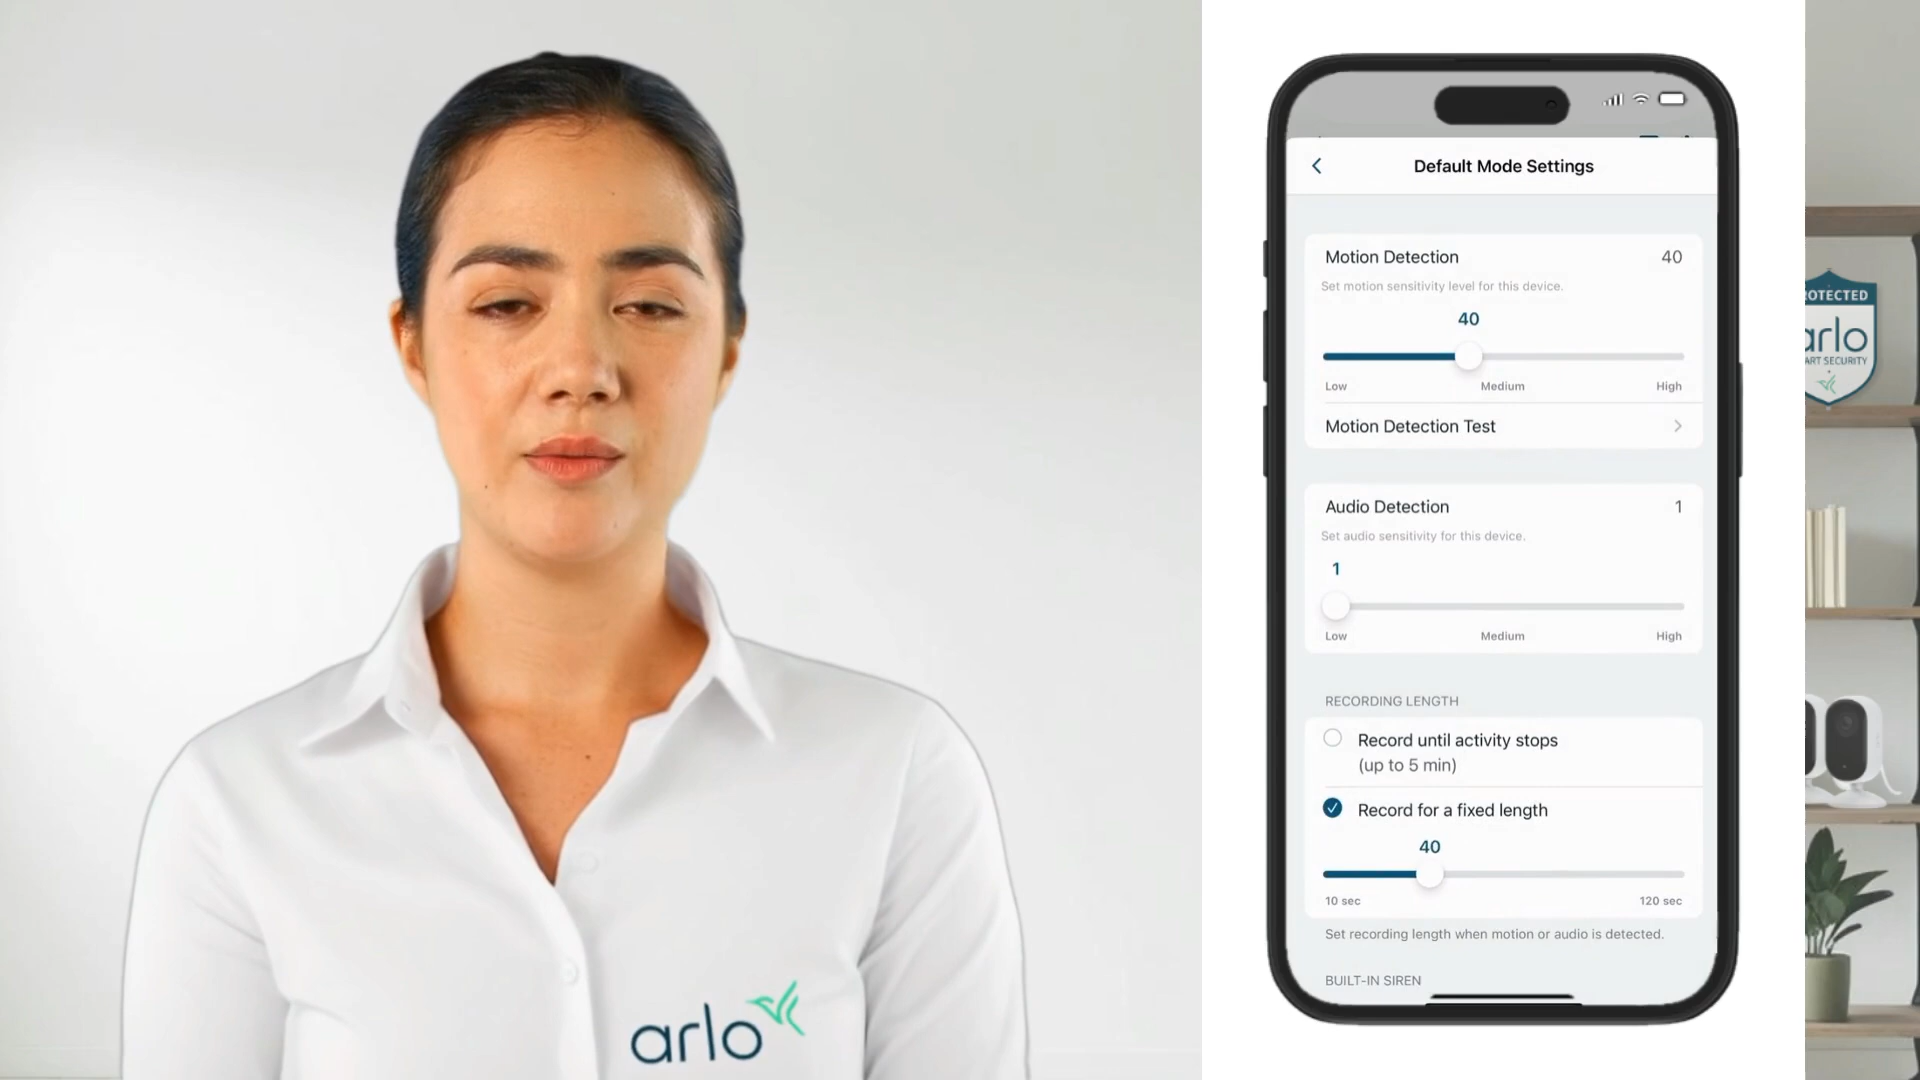 arlo
Default Mode Settings
Motion Detection 40
Set motion sensitivity level for this device.
40
Low Medium High
Motion Detection Test
Audio Detection 1
Set audio sensitivity for this device.
1
Low Medium High
RECORDING LENGTH
Record until activity stops
(up to 5 min)
Record for a fixed length
40
10 sec 120 sec
Set recording length when motion or audio is detected.
BUILT-IN SIREN
OTECTED
arlo
ART SECURITY